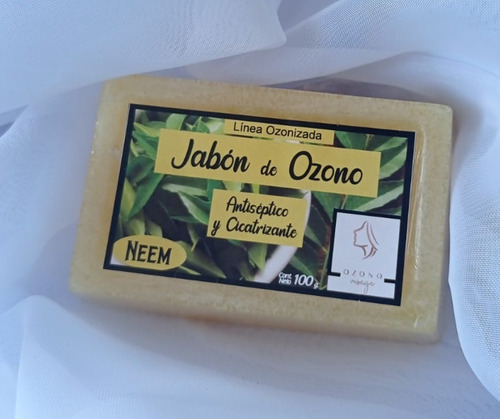 Línea Ozonizada
Jabón de Ozono
Antiséptico
y Cicatrizante
NEEM
Cont.
Neto 100 g
OZONO